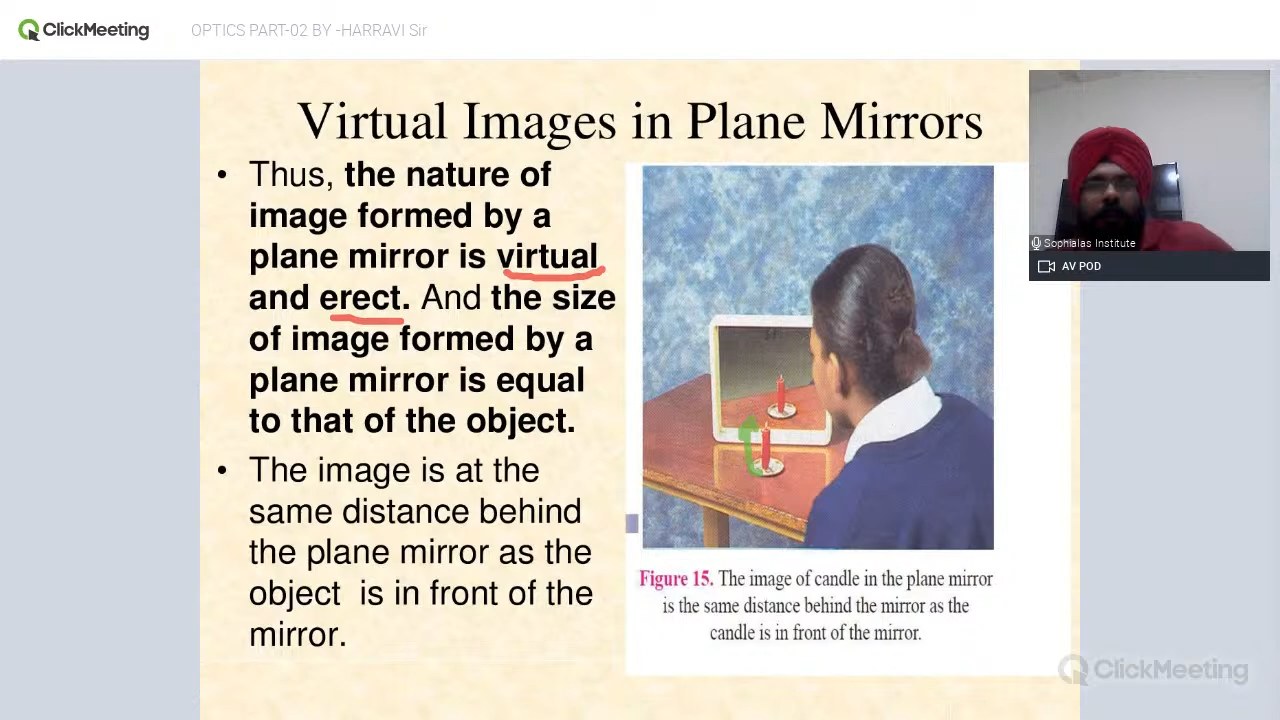 ClickMeeting
OPTICS PART-02 BY -HARRAVI Sir
Virtual Images in Plane Mirrors
• Thus, the nature of
image formed by a
plane mirror is virtual
and erect. And the size
of image formed by a
plane mirror is equal
to that of the object.
• The image is at the
same distance behind
the plane mirror as the
object is in front of the
mirror.
Figure 15. The image of candle in the plane mirror
is the same distance behind the mirror as the
candle is in front of the mirror.
Sophialas Institute
AV POD
ClickMeeting